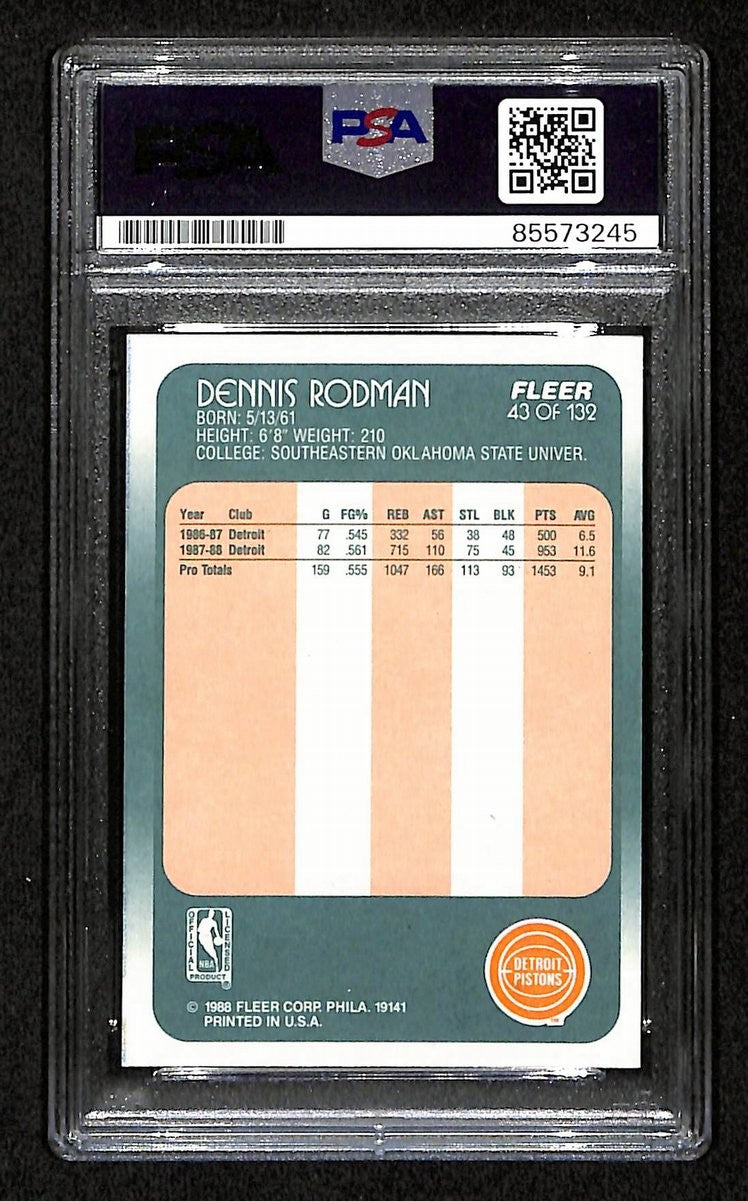 PSA
PSA
85573245
DENNIS RODMAN
FLEER
43 OF 132
BORN: 5/13/61
HEIGHT: 6'8" WEIGHT: 210
COLLEGE: SOUTHEASTERN OKLAHOMA STATE UNIVER.
Year Club G FG% REB AST STL BLK PTS AVG
1986-87 Detroit 77 .545 332 56 38 48 500 6.5
1987-88 Detroit 82 .561 715 110 75 45 953 11.6
Pro Totals 159 .555 1047 166 113 93 1453 9.1
OFFICIAL
LICENSED
NBA
PRODUCT
®
DETROIT
PISTONS
TM
© 1988 FLEER CORP. PHILA. 19141
PRINTED IN U.S.A.